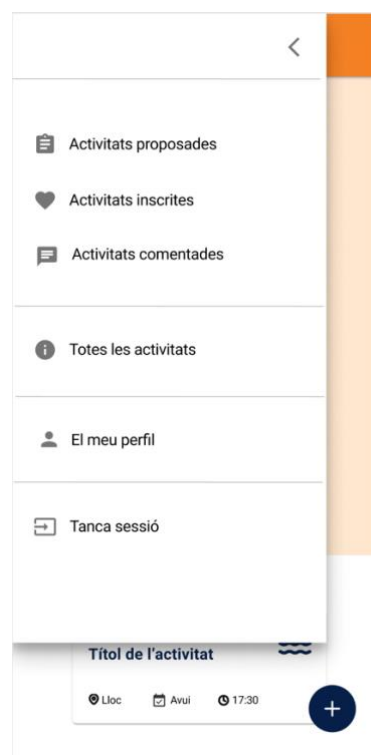 Activitats proposades
Activitats inscrites
Activitats comentades
Totes les activitats
El meu perfil
Tanca sessió
Títol de l'activitat
Lloc Avui 17:30